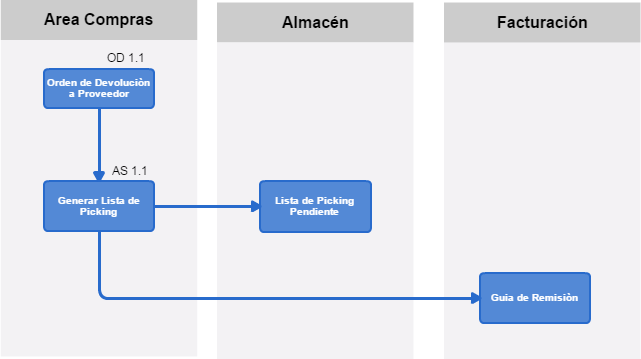 Area Compras
Almacén
Facturación
OD 1.1
Orden de Devoluciòn
a Proveedor
AS 1.1
Generar Lista de
Picking
Lista de Picking
Pendiente
Guia de Remisiòn